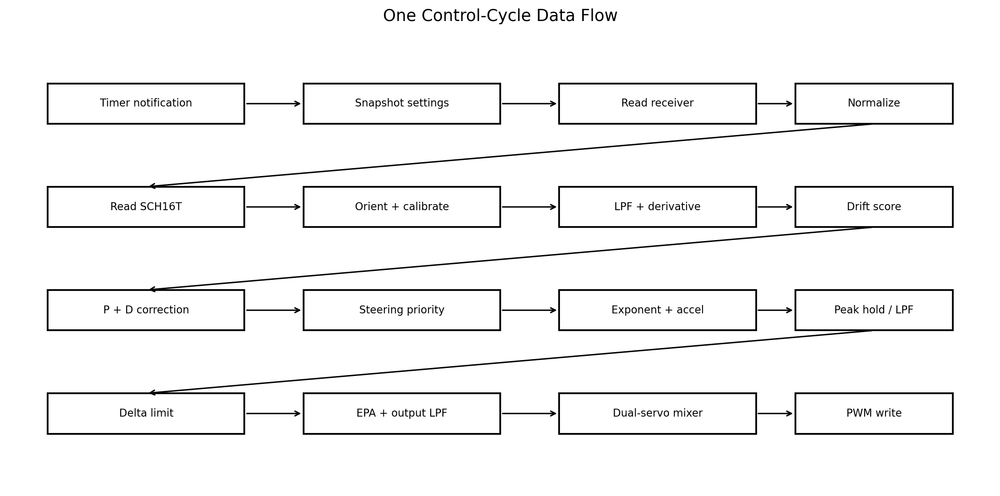 One Control-Cycle Data Flow
Timer notification
Snapshot settings
Read receiver
Normalize
Read SCH16T
Orient + calibrate
LPF + derivative
Drift score
P + D correction
Steering priority
Exponent + accel
Peak hold / LPF
Delta limit
EPA + output LPF
Dual-servo mixer
PWM write